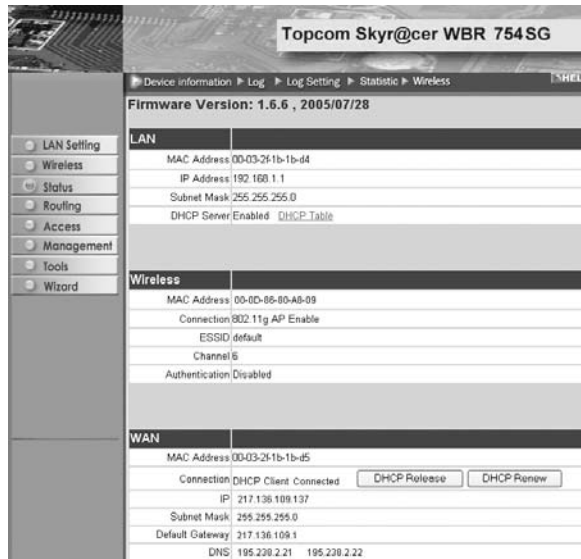 Topcom Skyr@cer WBR 754SG
Device information Log Log Setting Statistic Wireless HEL
Firmware Version: 1.6.6 , 2005/07/28
LAN Setting
Wireless
Status
Routing
Access
Management
Tools
Wizard
LAN
MAC Address 00-03-2f-1b-1b-d4
IP Address 192.168.1.1
Subnet Mask 255.255.255.0
DHCP Server Enabled DHCP Table
Wireless
MAC Address 00-0D-86-80-A8-09
Connection 802.11g AP Enable
ESSID default
Channel 6
Authentication Disabled
WAN
MAC Address 00-03-2f-1b-1b-d5
Connection DHCP Client Connected DHCP Release DHCP Renew
IP 217.136.109.137
Subnet Mask 255.255.255.0
Default Gateway 217.136.109.1
DNS 195.238.2.21 195.238.2.22